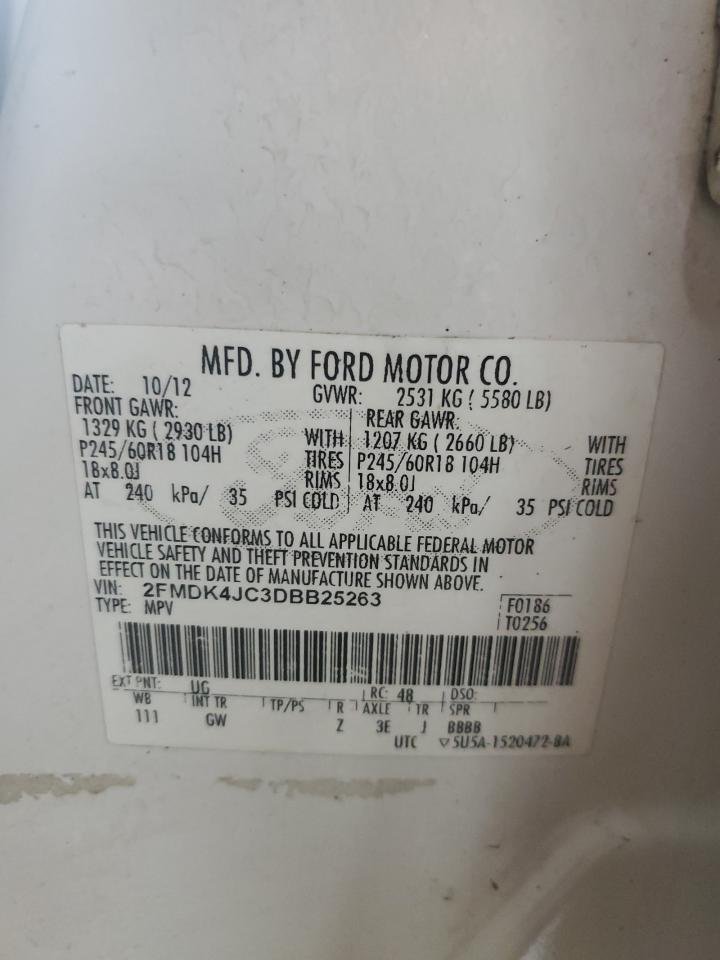 MFD. BY FORD MOTOR CO.
DATE: 10/12 GVWR: 2531 KG ( 5580 LB)
FRONT GAWR: REAR GAWR:
1329 KG ( 2930 LB) WITH 1207 KG ( 2660 LB) WITH
P245/60R18 104H TIRES P245/60R18 104H TIRES
18x8.0J RIMS 18x8.0J RIMS
AT 240 kPa/ 35 PSI COLD AT 240 kPa/ 35 PSI COLD
THIS VEHICLE CONFORMS TO ALL APPLICABLE FEDERAL MOTOR
VEHICLE SAFETY AND THEFT PREVENTION STANDARDS IN
EFFECT ON THE DATE OF MANUFACTURE SHOWN ABOVE.
VIN: 2FMDK4JC3DBB25263 F0186
TYPE: MPV T0256
EXT PNT: UG RC: 48 DSO:
WB INT TR TP/PS R AXLE TR SPR
111 GW Z 3E J BBBB
UTC ▽5U5A-1520472-BA